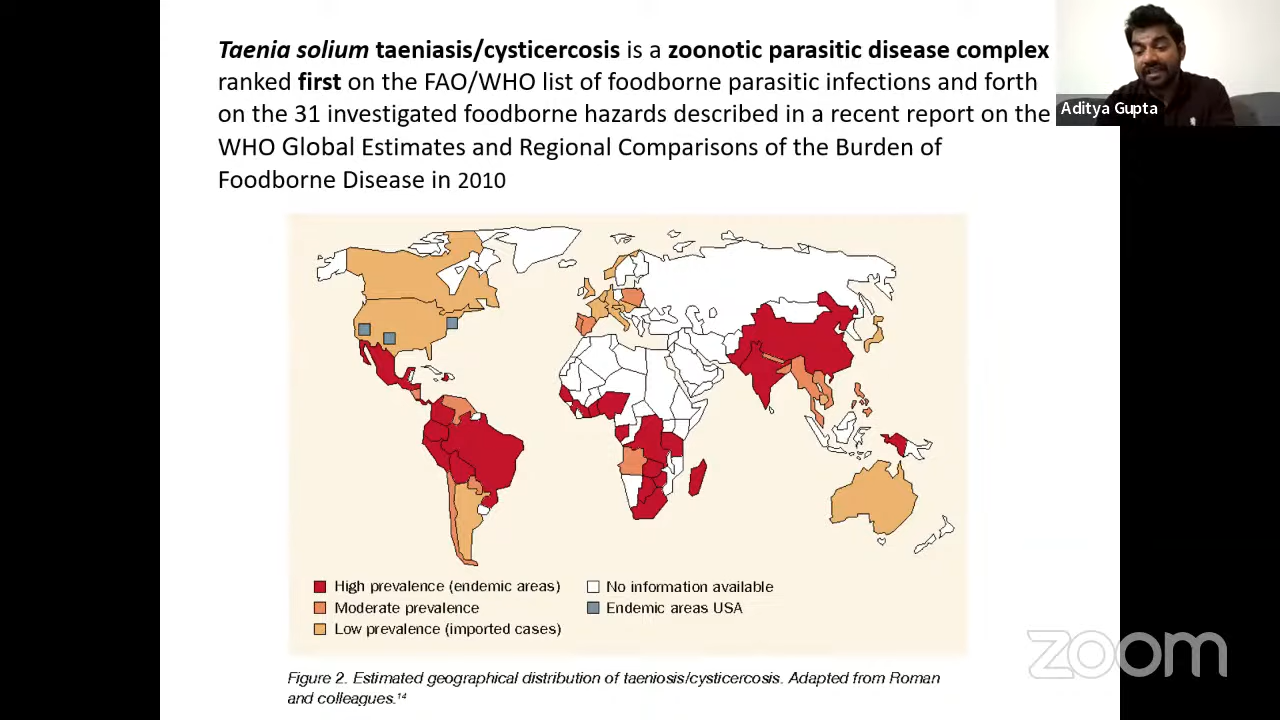 Taenia solium taeniasis/cysticercosis is a zoonotic parasitic disease complex
ranked first on the FAO/WHO list of foodborne parasitic infections and forth
on the 31 investigated foodborne hazards described in a recent report on the
WHO Global Estimates and Regional Comparisons of the Burden of
Foodborne Disease in 2010
Aditya Gupta
High prevalence (endemic areas)
Moderate prevalence
Low prevalence (imported cases)
No information available
Endemic areas USA
Figure 2. Estimated geographical distribution of taeniosis/cysticercosis. Adapted from Roman
and colleagues.¹⁴
zoom